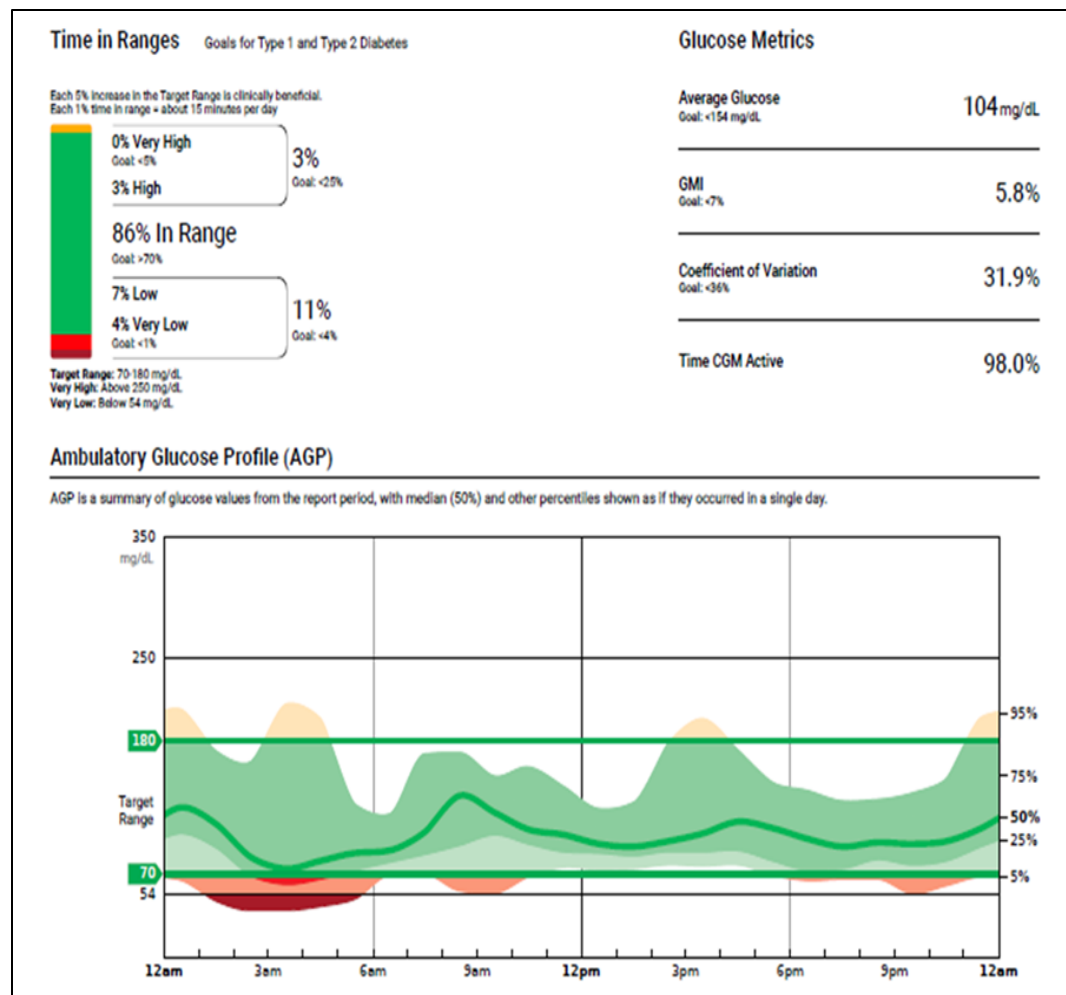 Time in Ranges Goals for Type 1 and Type 2 Diabetes
Each 5% increase in the Target Range is clinically beneficial.
Each 1% time in range = about 15 minutes per day
0% Very High
Goal: <5%
3% High
3%
Goal: <25%
86% In Range
Goal: >70%
7% Low
4% Very Low
Goal: <1%
11%
Goal: <4%
Target Range: 70-180 mg/dL
Very High: Above 250 mg/dL
Very Low: Below 54 mg/dL
Glucose Metrics
Average Glucose
Goal: <154 mg/dL
104 mg/dL
GMI
Goal: <7%
5.8%
Coefficient of Variation
Goal: <36%
31.9%
Time CGM Active
98.0%
Ambulatory Glucose Profile (AGP)
AGP is a summary of glucose values from the report period, with median (50%) and other percentiles shown as if they occurred in a single day.
350
mg/dL
250
180
Target
Range
70
54
95%
75%
50%
25%
5%
12am 3am 6am 9am 12pm 3pm 6pm 9pm 12am